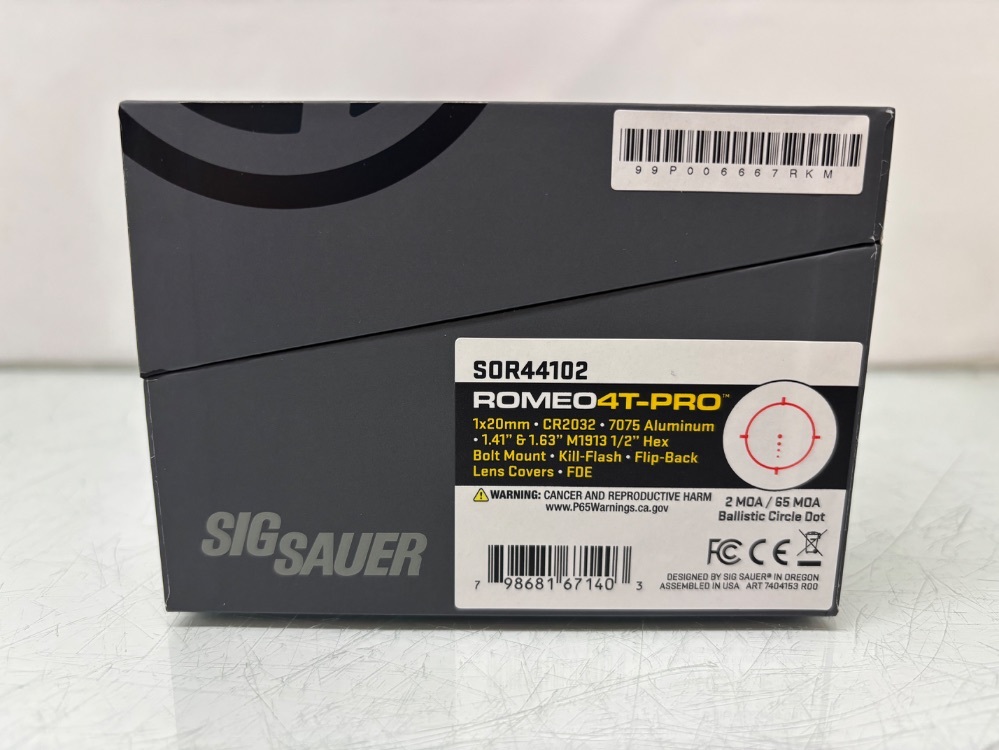 99P006667RKM
SOR44102
ROMEO4T-PRO™
1x20mm • CR2032 • 7075 Aluminum
• 1.41" & 1.63" M1913 1/2" Hex
Bolt Mount • Kill-Flash • Flip-Back
Lens Covers • FDE
WARNING: CANCER AND REPRODUCTIVE HARM
www.P65Warnings.ca.gov
2 MOA / 65 MOA
Ballistic Circle Dot
SIG SAUER
FC CE
7 98681 67140 3
DESIGNED BY SIG SAUER® IN OREGON.
ASSEMBLED IN USA ART 7404153 R00